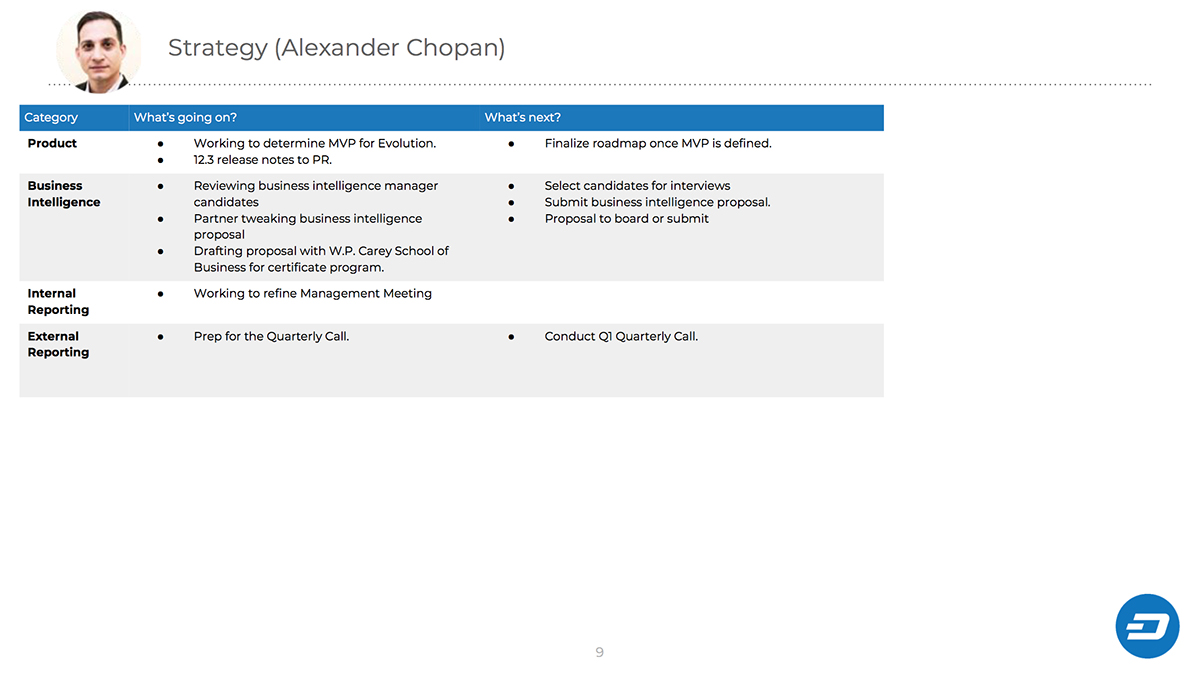 Strategy (Alexander Chopan)
Category What's going on? What's next?
Product
● Working to determine MVP for Evolution.
● 12.3 release notes to PR.
● Finalize roadmap once MVP is defined.
Business
Intelligence
● Reviewing business intelligence manager
candidates
● Partner tweaking business intelligence
proposal
● Drafting proposal with W.P. Carey School of
Business for certificate program.
● Select candidates for interviews
● Submit business intelligence proposal.
● Proposal to board or submit
Internal
Reporting
● Working to refine Management Meeting
External
Reporting
● Prep for the Quarterly Call.
● Conduct Q1 Quarterly Call.
9